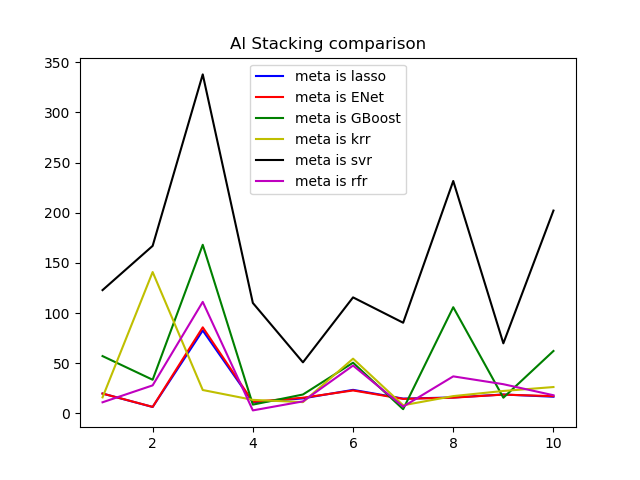 Al Stacking comparison
350
300
250
200
150
100
50
0
meta is lasso
meta is ENet
meta is GBoost
meta is krr
meta is svr
meta is rfr
2 4 6 8 10